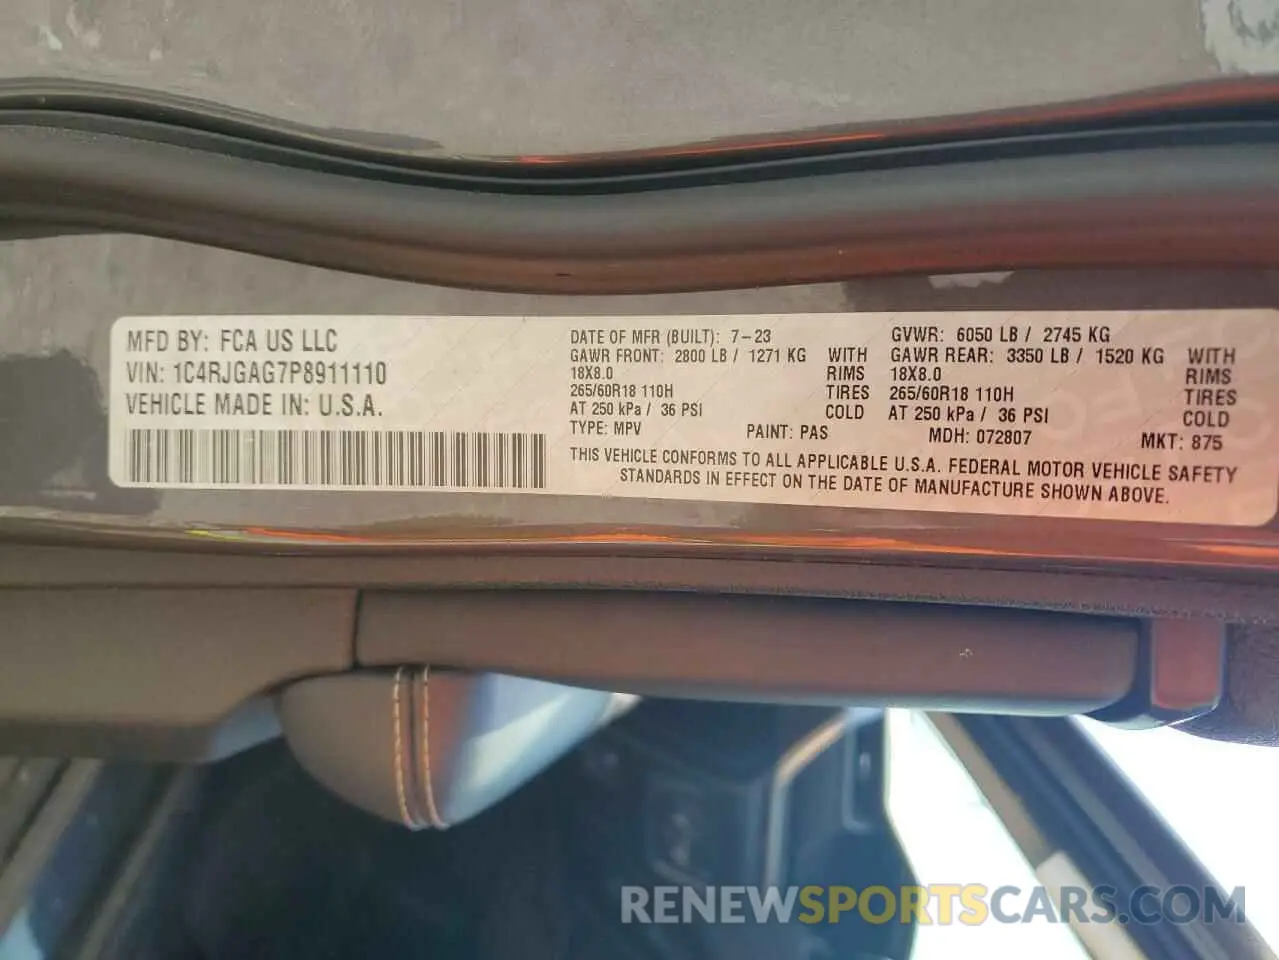 MFD BY: FCA US LLC
VIN: 1C4RJGAG7P8911110
VEHICLE MADE IN: U.S.A.
DATE OF MFR (BUILT): 7-23
GAWR FRONT: 2800 LB / 1271 KG WITH
18X8.0 RIMS
265/60R18 110H TIRES
AT 250 kPa / 36 PSI COLD
GVWR: 6050 LB / 2745 KG
GAWR REAR: 3350 LB / 1520 KG WITH
18X8.0 RIMS
265/60R18 110H TIRES
AT 250 kPa / 36 PSI COLD
TYPE: MPV PAINT: PAS MDH: 072807 MKT: 875
THIS VEHICLE CONFORMS TO ALL APPLICABLE U.S.A. FEDERAL MOTOR VEHICLE SAFETY
STANDARDS IN EFFECT ON THE DATE OF MANUFACTURE SHOWN ABOVE.
RENEWSPORTSCARS.COM